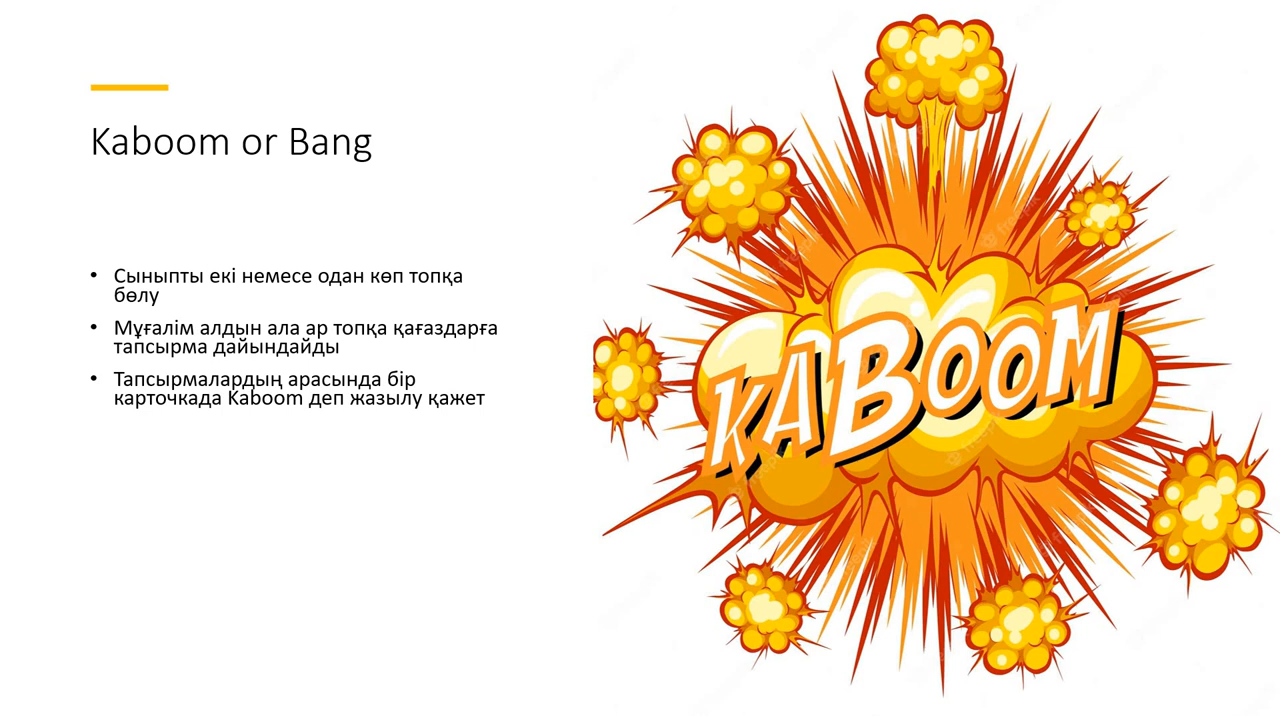 Kaboom or Bang
• Сыныпты екі немесе одан көп топқа
бөлу
• Мұғалім алдын ала ар топқа қағаздарға
тапсырма дайындайды
• Тапсырмалардың арасында бір
карточкада Kaboom деп жазылу қажет
KABOOM